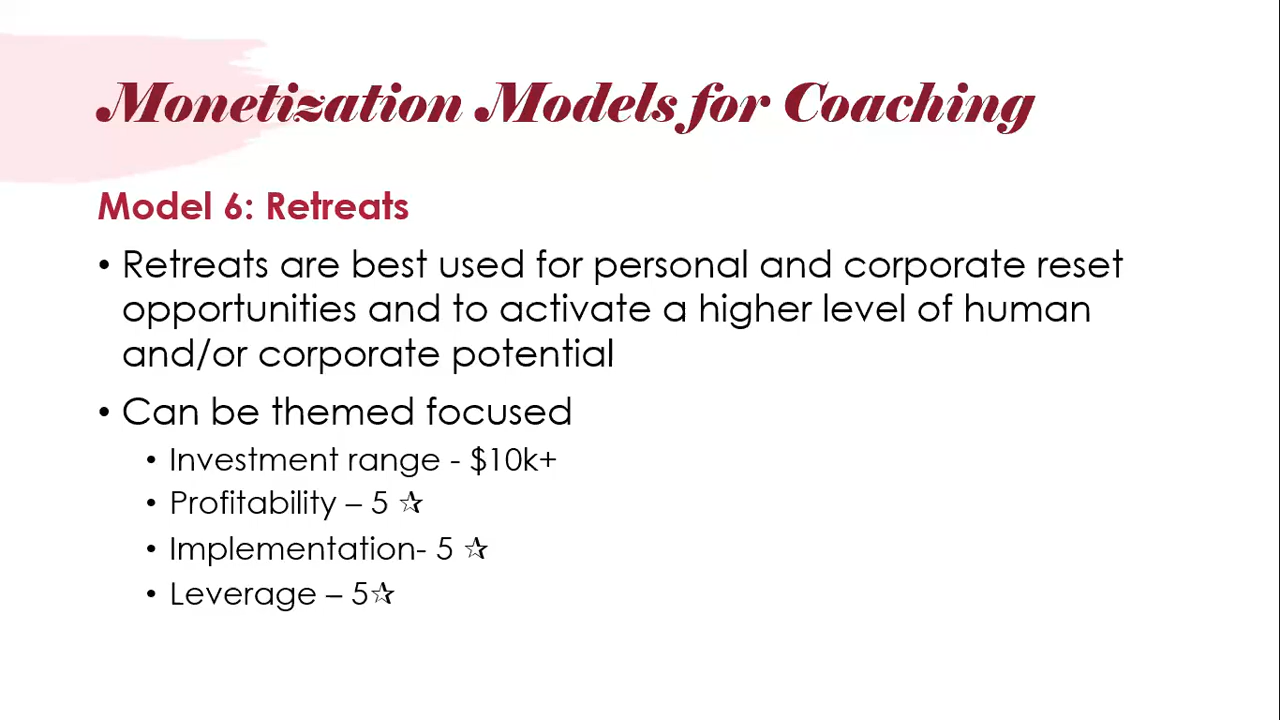 Monetization Models for Coaching
Model 6: Retreats
• Retreats are best used for personal and corporate reset
opportunities and to activate a higher level of human
and/or corporate potential
• Can be themed focused
• Investment range - $10k+
• Profitability – 5 ✰
• Implementation- 5 ✰
• Leverage – 5✰